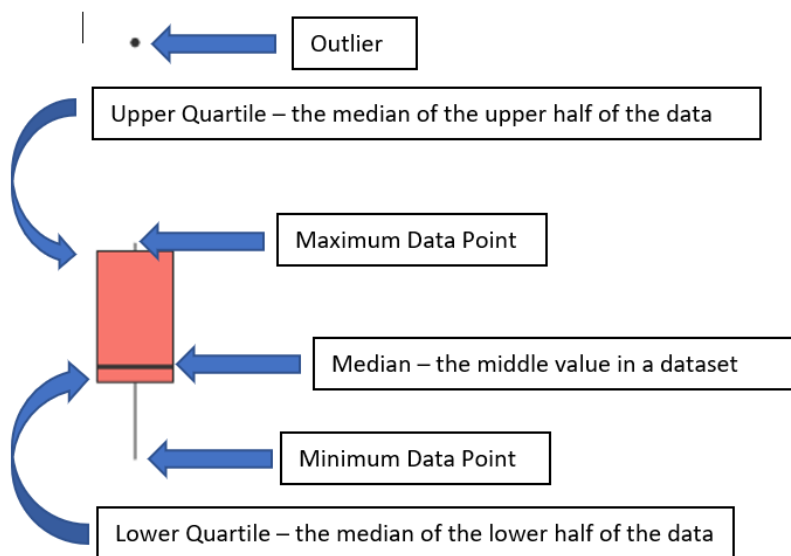 Outlier
Upper Quartile – the median of the upper half of the data
Maximum Data Point
Median – the middle value in a dataset
Minimum Data Point
Lower Quartile – the median of the lower half of the data